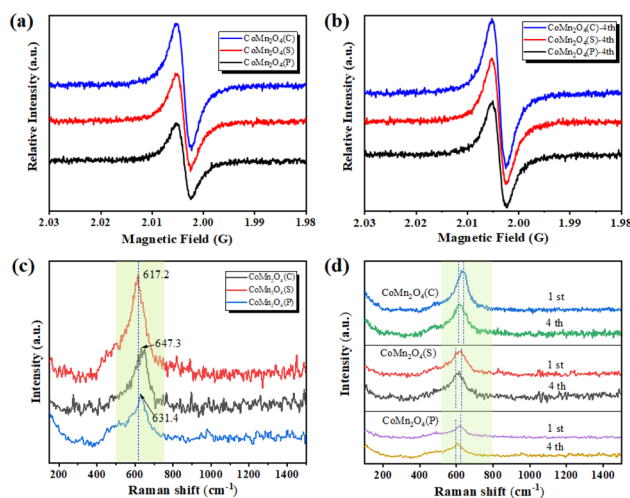 (a)
CoMn₂O₄(C)
CoMn₂O₄(S)
CoMn₂O₄(P)
Relative Intensity (a.u.)
2.03 2.02 2.01 2.00 1.99 1.98
Magnetic Field (G)
(b)
CoMn₂O₄(C)-4th
CoMn₂O₄(S)-4th
CoMn₂O₄(P)-4th
Relative Intensity (a.u.)
2.03 2.02 2.01 2.00 1.99 1.98
Magnetic Field (G)
(c)
617.2
CoMn₂O₄(C)
CoMn₂O₄(S)
CoMn₂O₄(P)
647.3
631.4
Intensity (a.u.)
200 400 600 800 1000 1200 1400
Raman shift (cm⁻¹)
(d)
CoMn₂O₄(C)
1 st
4 th
CoMn₂O₄(S)
1 st
4 th
CoMn₂O₄(P)
1 st
4 th
Intensity (a.u.)
200 400 600 800 1000 1200 1400
Raman shift (cm⁻¹)